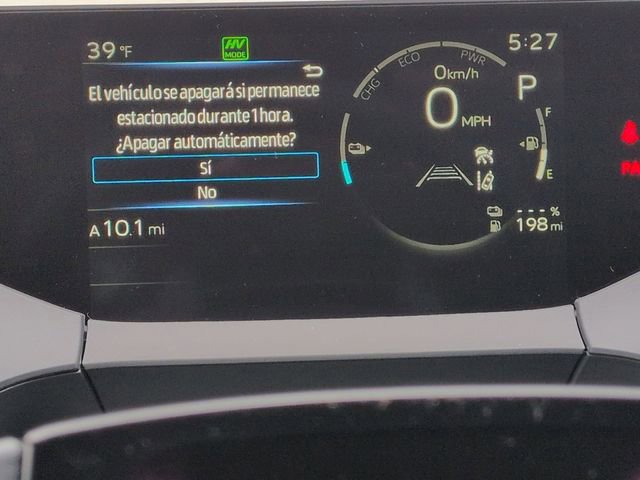 39 °F
HV
MODE
5:27
El vehículo se apagará si permanece
estacionado durante 1 hora.
¿Apagar automáticamente?
Sí
No
A 10.1 mi
CHG
ECO
PWR
0 km/h
0 MPH
P
F
E
--- %
198 mi